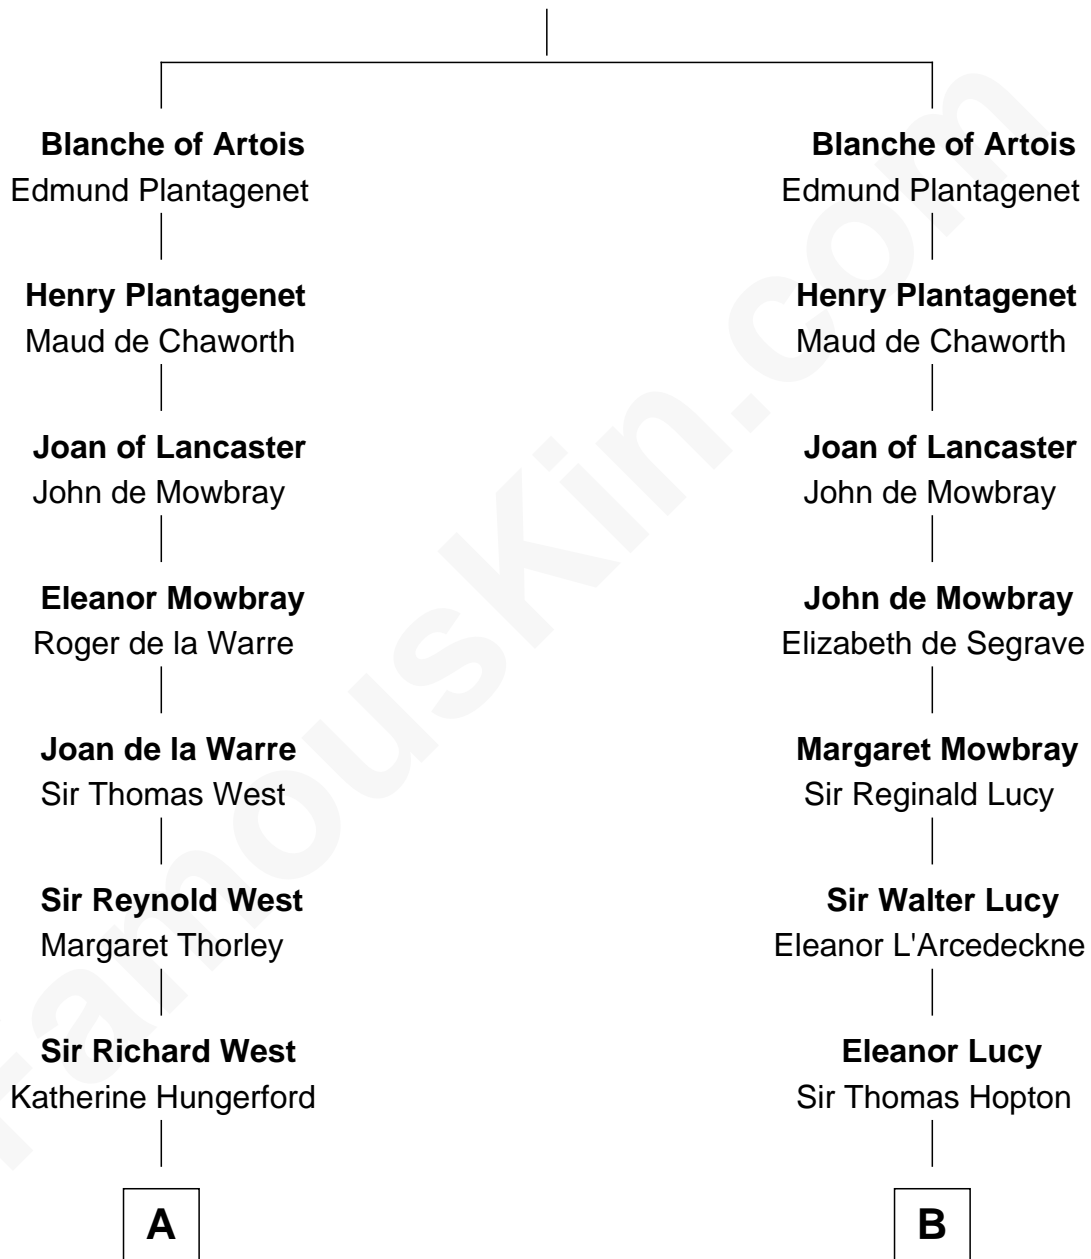 Blanche of Artois
Edmund Plantagenet
Henry Plantagenet
Maud de Chaworth
Joan of Lancaster
John de Mowbray
Eleanor Mowbray
Roger de la Warre
Joan de la Warre
Sir Thomas West
Sir Reynold West
Margaret Thorley
Sir Richard West
Katherine Hungerford
A
Blanche of Artois
Edmund Plantagenet
Henry Plantagenet
Maud de Chaworth
Joan of Lancaster
John de Mowbray
John de Mowbray
Elizabeth de Segrave
Margaret Mowbray
Sir Reginald Lucy
Sir Walter Lucy
Eleanor L'Arcedeckne
Eleanor Lucy
Sir Thomas Hopton
B
FamousKin.com